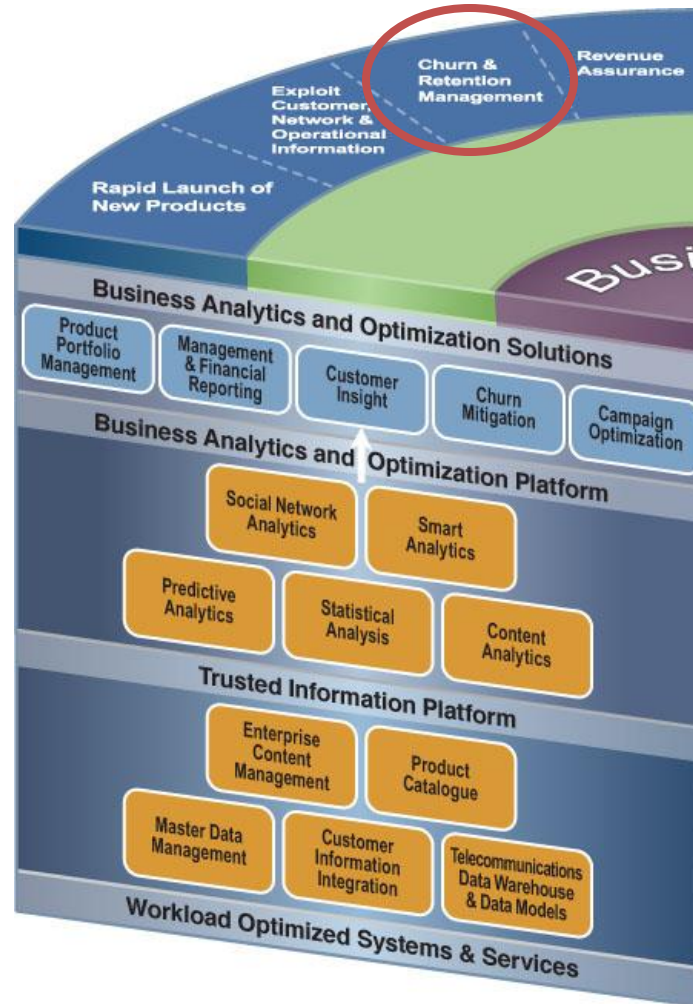 Churn &
Retention
Management
Revenue
Assurance
Exploit
Customer,
Network &
Operational
Information
Rapid Launch of
New Products
Business Analytics and Optimization Solutions
Product
Portfolio
Management
Management
& Financial
Reporting
Customer
Insight
Churn
Mitigation
Campaign
Optimization
Business Analytics and Optimization Platform
Social Network
Analytics
Smart
Analytics
Predictive
Analytics
Statistical
Analysis
Content
Analytics
Trusted Information Platform
Enterprise
Content
Management
Product
Catalogue
Master Data
Management
Customer
Information
Integration
Telecommunications
Data Warehouse
& Data Models
Workload Optimized Systems & Services